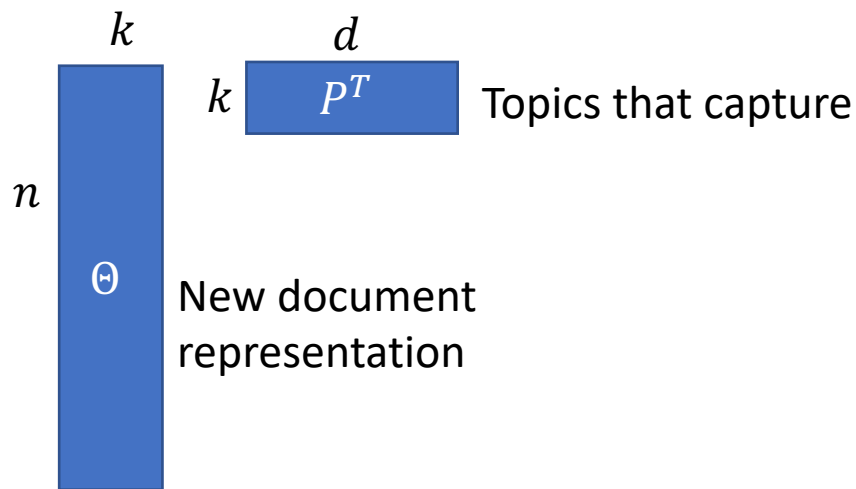 k
d
k
P^T
Topics that capture
n
Θ
New document
representation